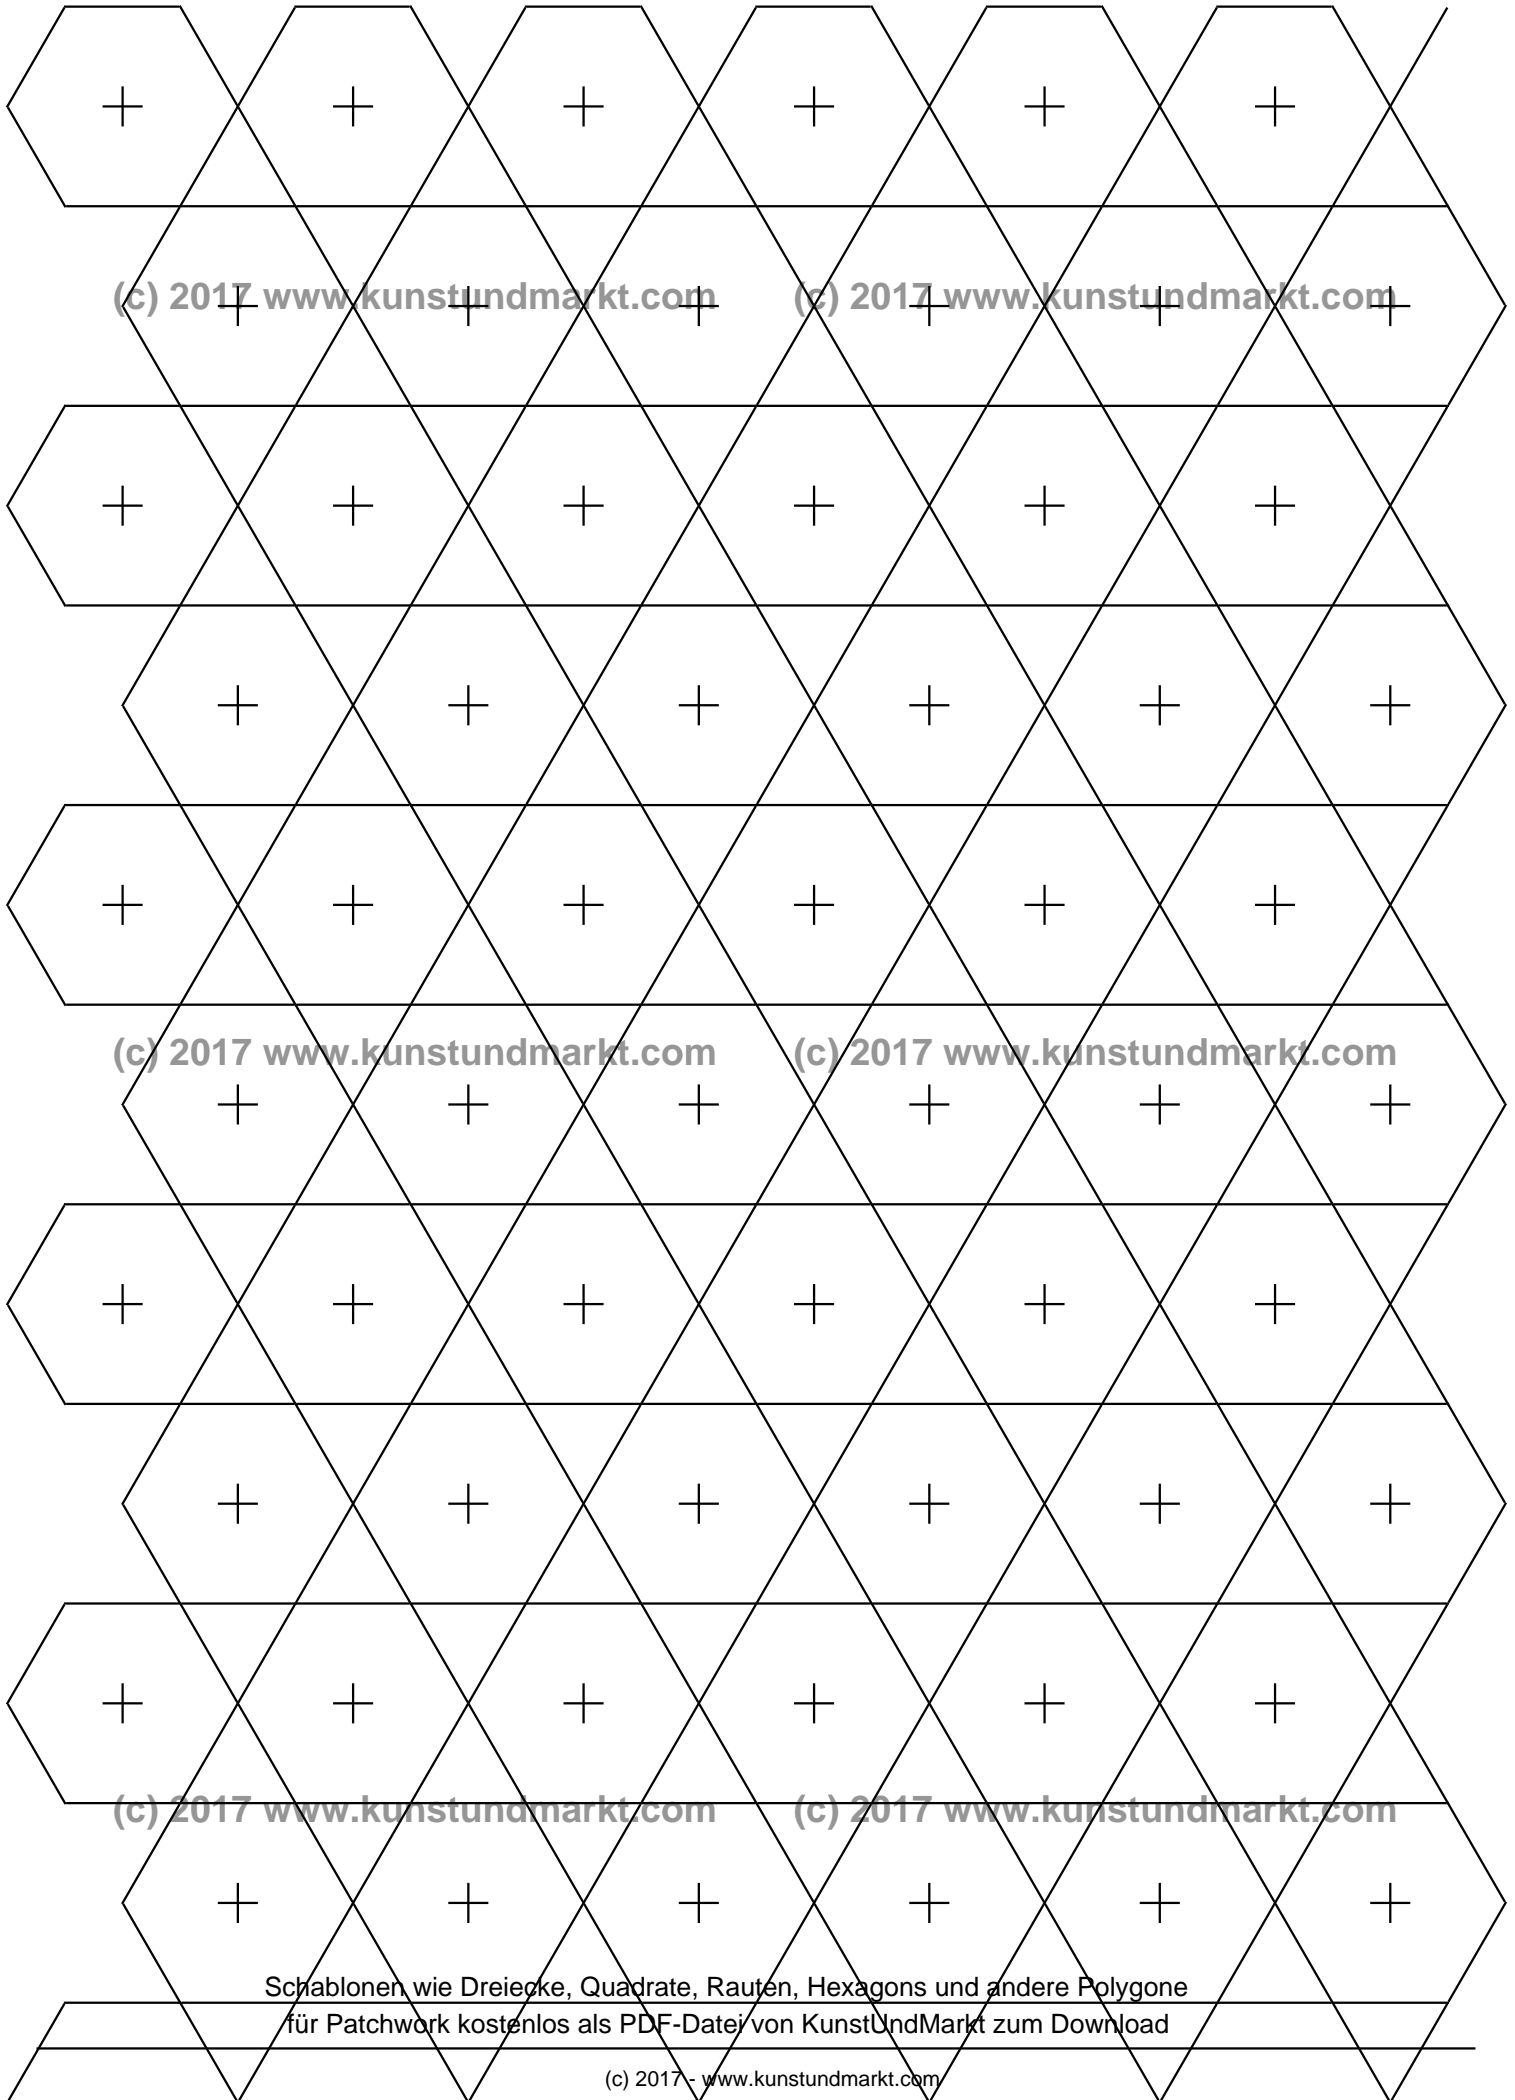 (c) 2017 www.kunstundmarkt.com (c) 2017 www.kunstundmarkt.com
(c) 2017 www.kunstundmarkt.com (c) 2017 www.kunstundmarkt.com
(c) 2017 www.kunstundmarkt.com (c) 2017 www.kunstundmarkt.com
Schablonen wie Dreiecke, Quadrate, Rauten, Hexagons und andere Polygone
für Patchwork kostenlos als PDF-Datei von KunstUndMarkt zum Download
(c) 2017 - www.kunstundmarkt.com